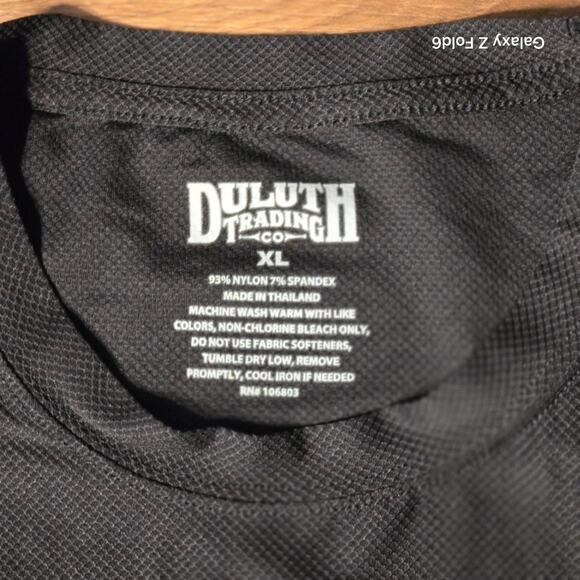 Galaxy Z Fold6
DULUTH
TRADING
CO
XL
93% NYLON 7% SPANDEX
MADE IN THAILAND
MACHINE WASH WARM WITH LIKE
COLORS, NON-CHLORINE BLEACH ONLY,
DO NOT USE FABRIC SOFTENERS,
TUMBLE DRY LOW, REMOVE
PROMPTLY, COOL IRON IF NEEDED
RN# 106803